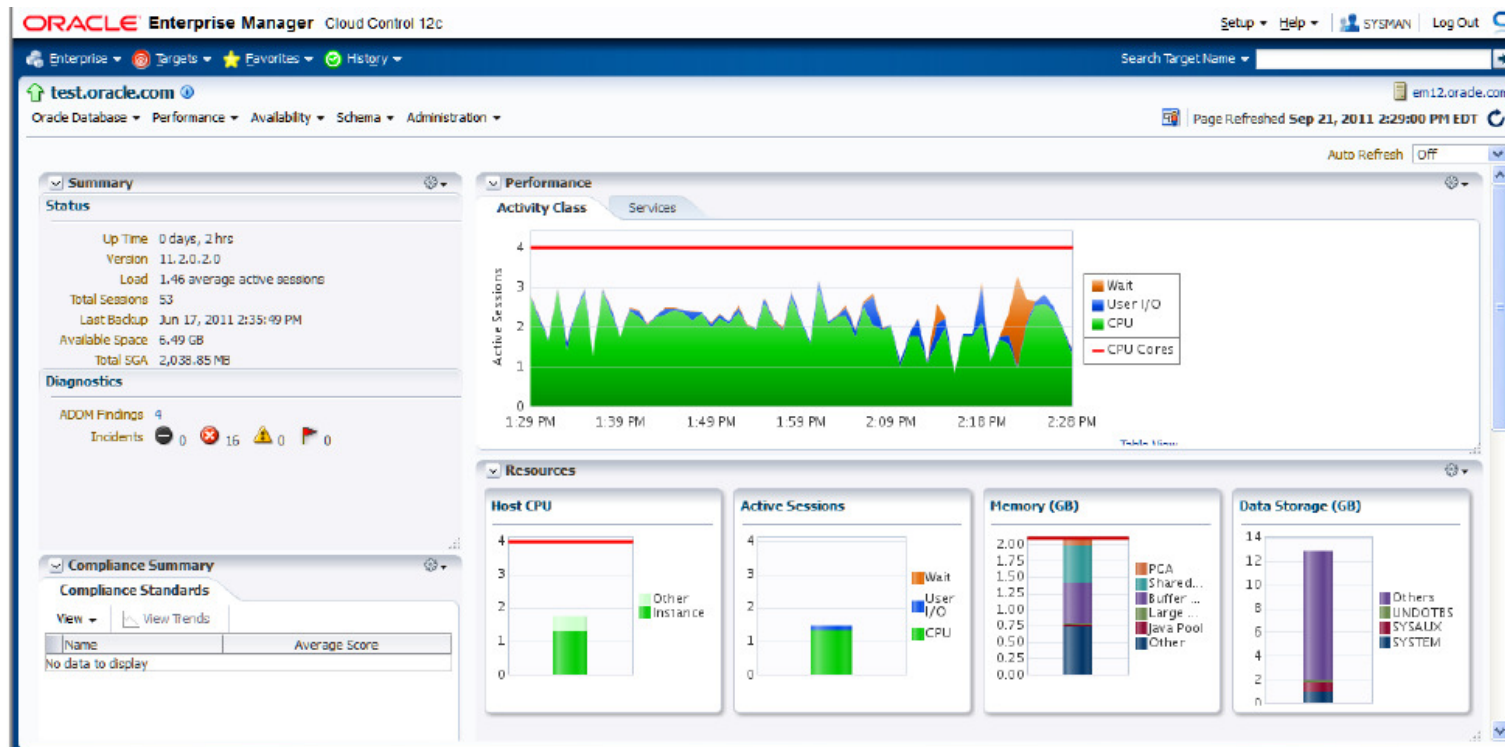 ORACLE Enterprise Manager Cloud Control 12c
Setup Help SYSMAN Log Out
Enterprise Targets Favorites History Search Target Name
test.oracle.com
em12.oracle.com
Oracle Database Performance Availability Schema Administration
Page Refreshed Sep 21, 2011 2:29:00 PM EDT
Auto Refresh Off
Summary
Status
Up Time 0 days, 2 hrs
Version 11.2.0.2.0
Load 1.46 average active sessions
Total Sessions 53
Last Backup Jun 17, 2011 2:35:49 PM
Available Space 6.49 GB
Total SGA 2,038.85 MB
Diagnostics
ADDM Findings 4
Incidents 0 16 0 0
Compliance Summary
Compliance Standards
View View Trends
Name Average Score
No data to display
Performance
Activity Class Services
Active Sessions
4
3
2
1
0
1:29 PM 1:39 PM 1:49 PM 1:59 PM 2:09 PM 2:18 PM 2:28 PM
Wait
User I/O
CPU
CPU Cores
Table View
Resources
Host CPU
4
3
2
1
0
Other
Instance
Active Sessions
4
3
2
1
0
Wait
User
I/O
CPU
Memory (GB)
2.00
1.75
1.50
1.25
1.00
0.75
0.50
0.25
0.00
PGA
Shared...
Buffer ...
Large ...
Java Pool
Other
Data Storage (GB)
14
12
10
8
6
4
2
0
Others
UNDOTBS
SYSAUX
SYSTEM